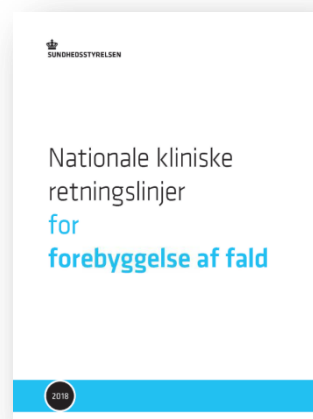 SUNDHEDSSTYRELSEN
Nationale kliniske
retningslinjer
for
forebyggelse af fald
2018